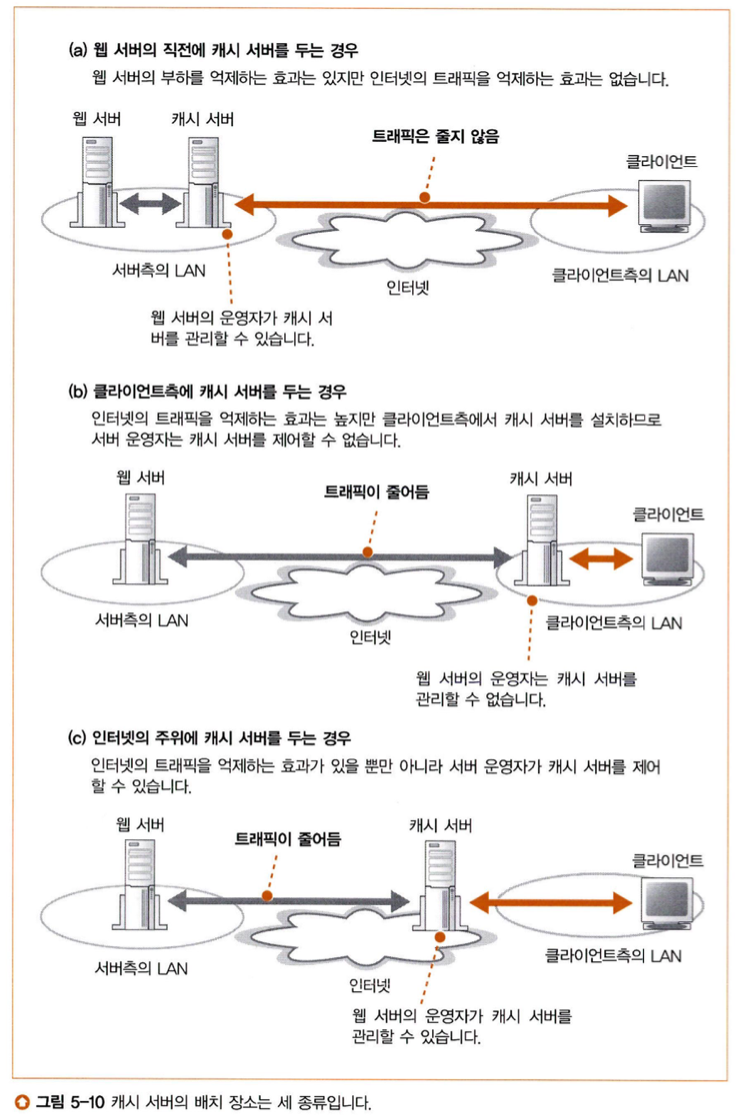 (a) 웹 서버의 직전에 캐시 서버를 두는 경우
웹 서버의 부하를 억제하는 효과는 있지만 인터넷의 트래픽을 억제하는 효과는 없습니다.
웹 서버
캐시 서버
트래픽은 줄지 않음
클라이언트
서버측의 LAN
인터넷
클라이언트측의 LAN
웹 서버의 운영자가 캐시 서
버를 관리할 수 있습니다.
(b) 클라이언트측에 캐시 서버를 두는 경우
인터넷의 트래픽을 억제하는 효과는 높지만 클라이언트측에서 캐시 서버를 설치하므로
서버 운영자는 캐시 서버를 제어할 수 없습니다.
웹 서버
트래픽이 줄어듬
캐시 서버
클라이언트
서버측의 LAN
인터넷
클라이언트측의 LAN
웹 서버의 운영자는 캐시 서버를
관리할 수 없습니다.
(c) 인터넷의 주위에 캐시 서버를 두는 경우
인터넷의 트래픽을 억제하는 효과가 있을 뿐만 아니라 서버 운영자가 캐시 서버를 제어
할 수 있습니다.
웹 서버
트래픽이 줄어듬
캐시 서버
클라이언트
서버측의 LAN
인터넷
클라이언트측의 LAN
웹 서버의 운영자가 캐시 서버를
관리할 수 있습니다.
그림 5-10 캐시 서버의 배치 장소는 세 종류입니다.